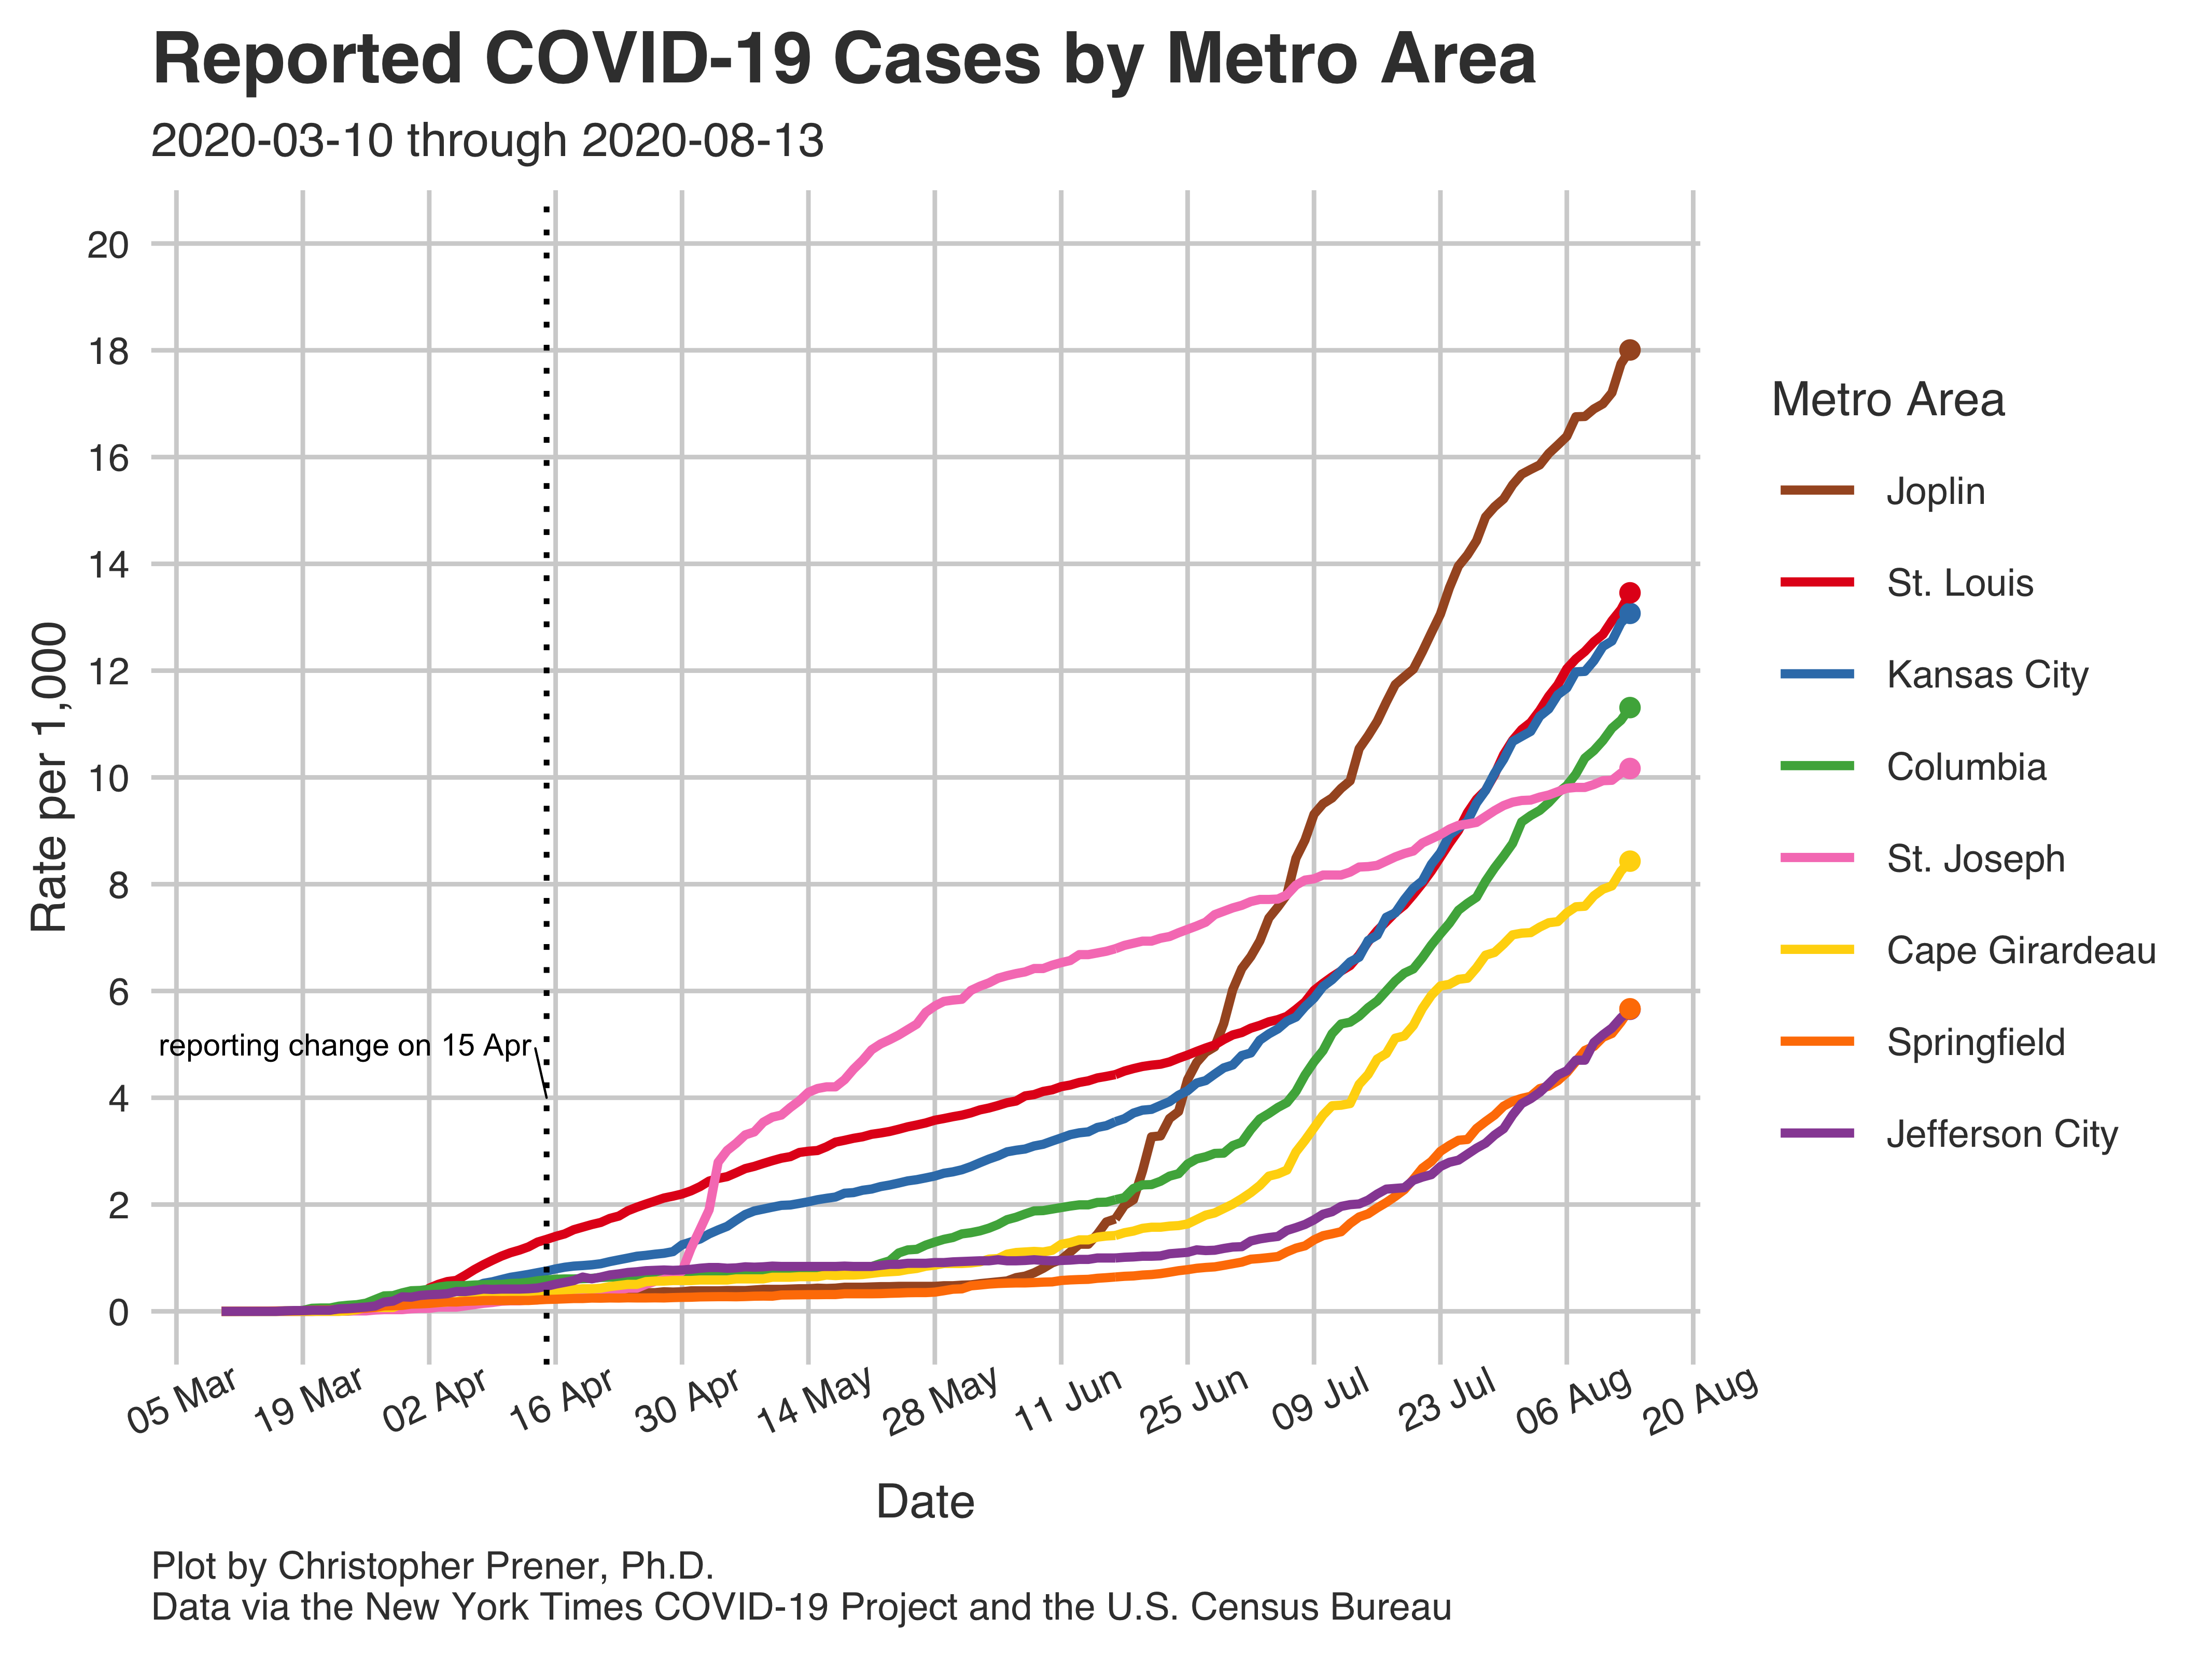 Reported COVID-19 Cases by Metro Area
2020-03-10 through 2020-08-13
Rate per 1,000
20
18
16
14
12
10
8
6
4
2
0
reporting change on 15 Apr
05 Mar
19 Mar
02 Apr
16 Apr
30 Apr
14 May
28 May
11 Jun
25 Jun
09 Jul
23 Jul
06 Aug
20 Aug
Date
Metro Area
Joplin
St. Louis
Kansas City
Columbia
St. Joseph
Cape Girardeau
Springfield
Jefferson City
Plot by Christopher Prener, Ph.D.
Data via the New York Times COVID-19 Project and the U.S. Census Bureau